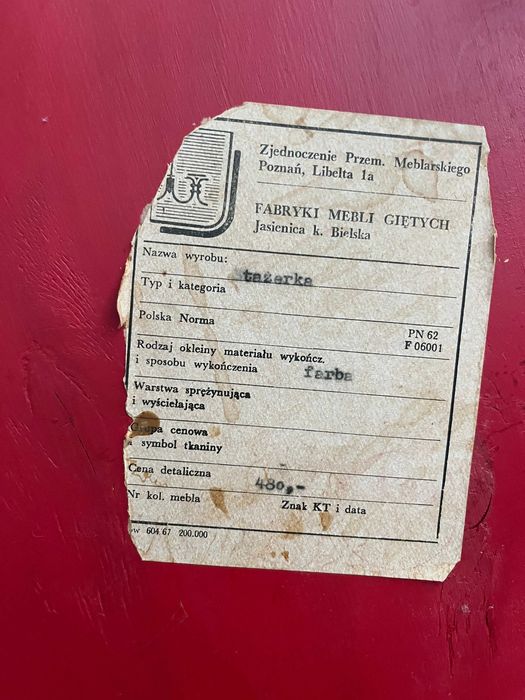 Zjednoczenie Przem. Meblarskiego
Poznań, Libelta 1a
FABRYKI MEBLI GIĘTYCH
Jasienica k. Bielska
Nazwa wyrobu:
Stażerka
Typ i kategoria
Polska Norma
PN 62
F 06001
Rodzaj okleiny materiału wykończ.
i sposobu wykończenia farba
Warstwa sprężynująca
i wyściełająca
Grupa cenowa
symbol tkaniny
Cena detaliczna
480,-
Nr kol. mebla Znak KT i data
604/67 200.000